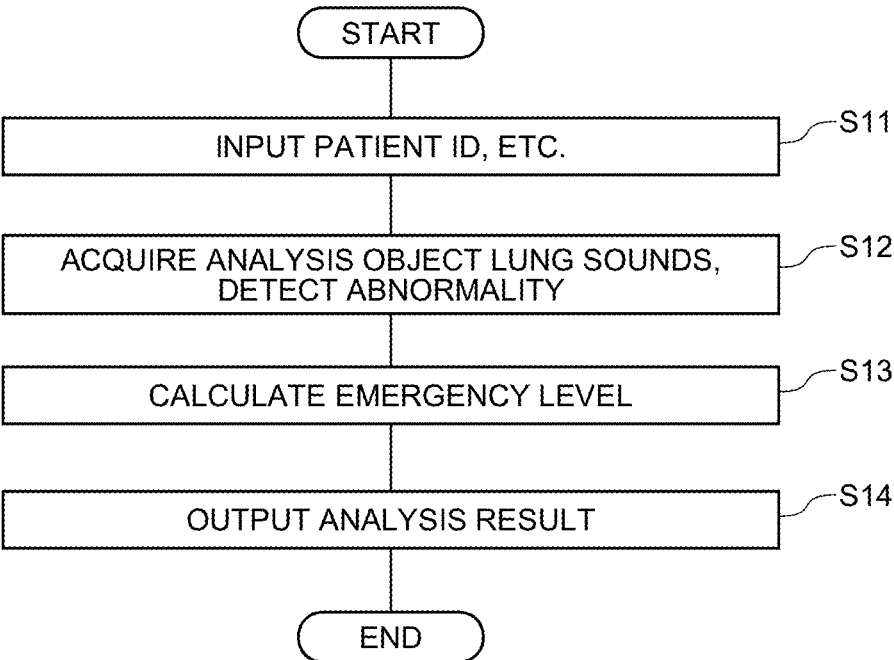 START
INPUT PATIENT ID, ETC.
S11
ACQUIRE ANALYSIS OBJECT LUNG SOUNDS,
DETECT ABNORMALITY
S12
CALCULATE EMERGENCY LEVEL
S13
OUTPUT ANALYSIS RESULT
S14
END